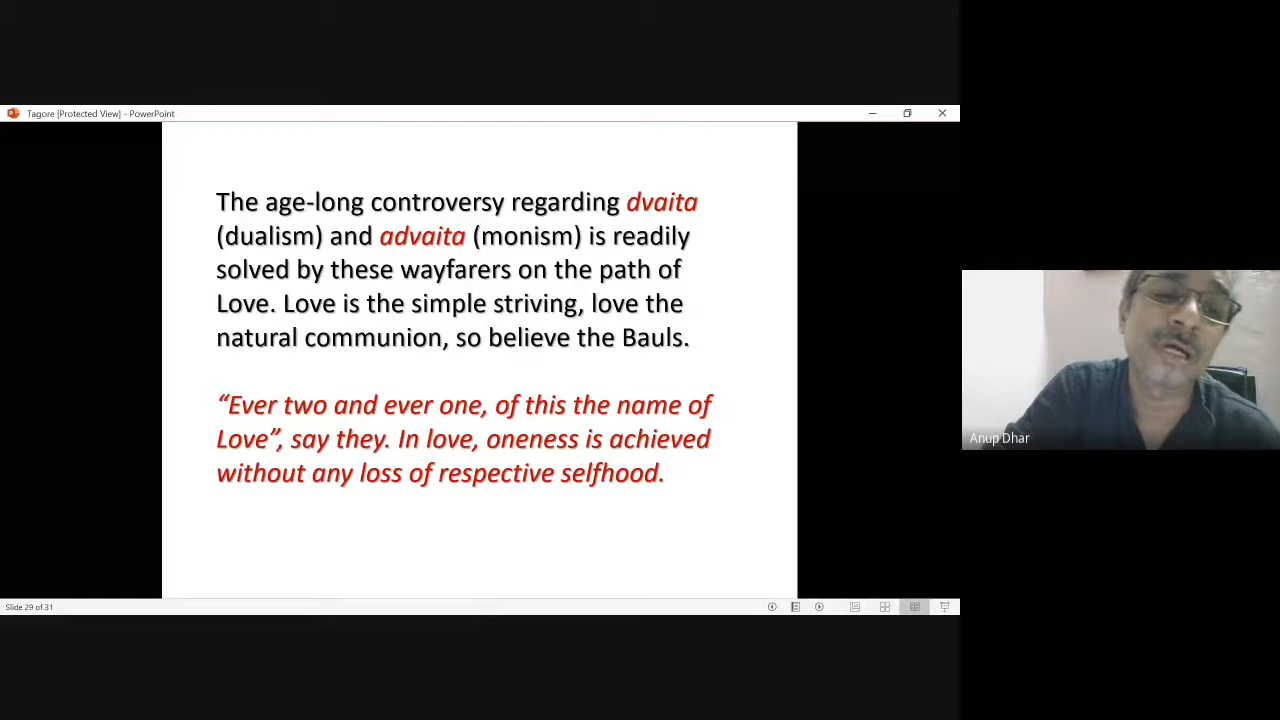 Tagore [Protected View] - PowerPoint
The age-long controversy regarding dvaita
(dualism) and advaita (monism) is readily
solved by these wayfarers on the path of
Love. Love is the simple striving, love the
natural communion, so believe the Bauls.
“Ever two and ever one, of this the name of
Love”, say they. In love, oneness is achieved
without any loss of respective selfhood.
Anup Dhar
Slide 29 of 31